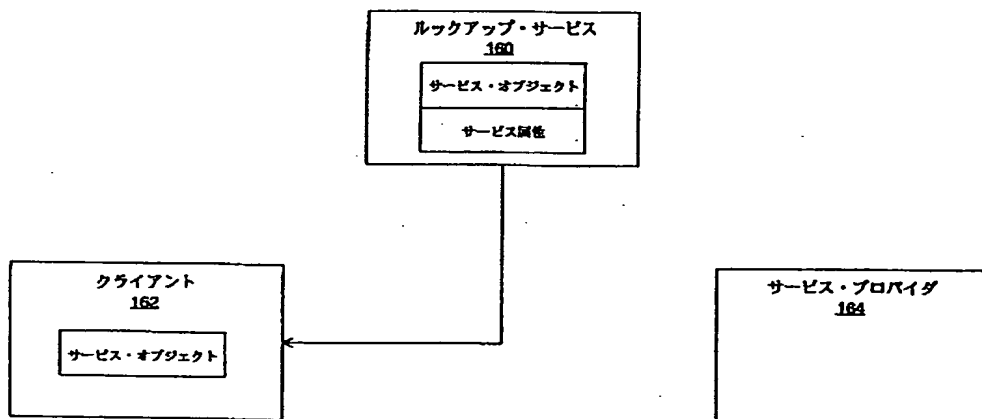 ルックアップ・サービス
160
サービス・オブジェクト
サービス属性
クライアント
162
サービス・オブジェクト
サービス・プロバイダ
164